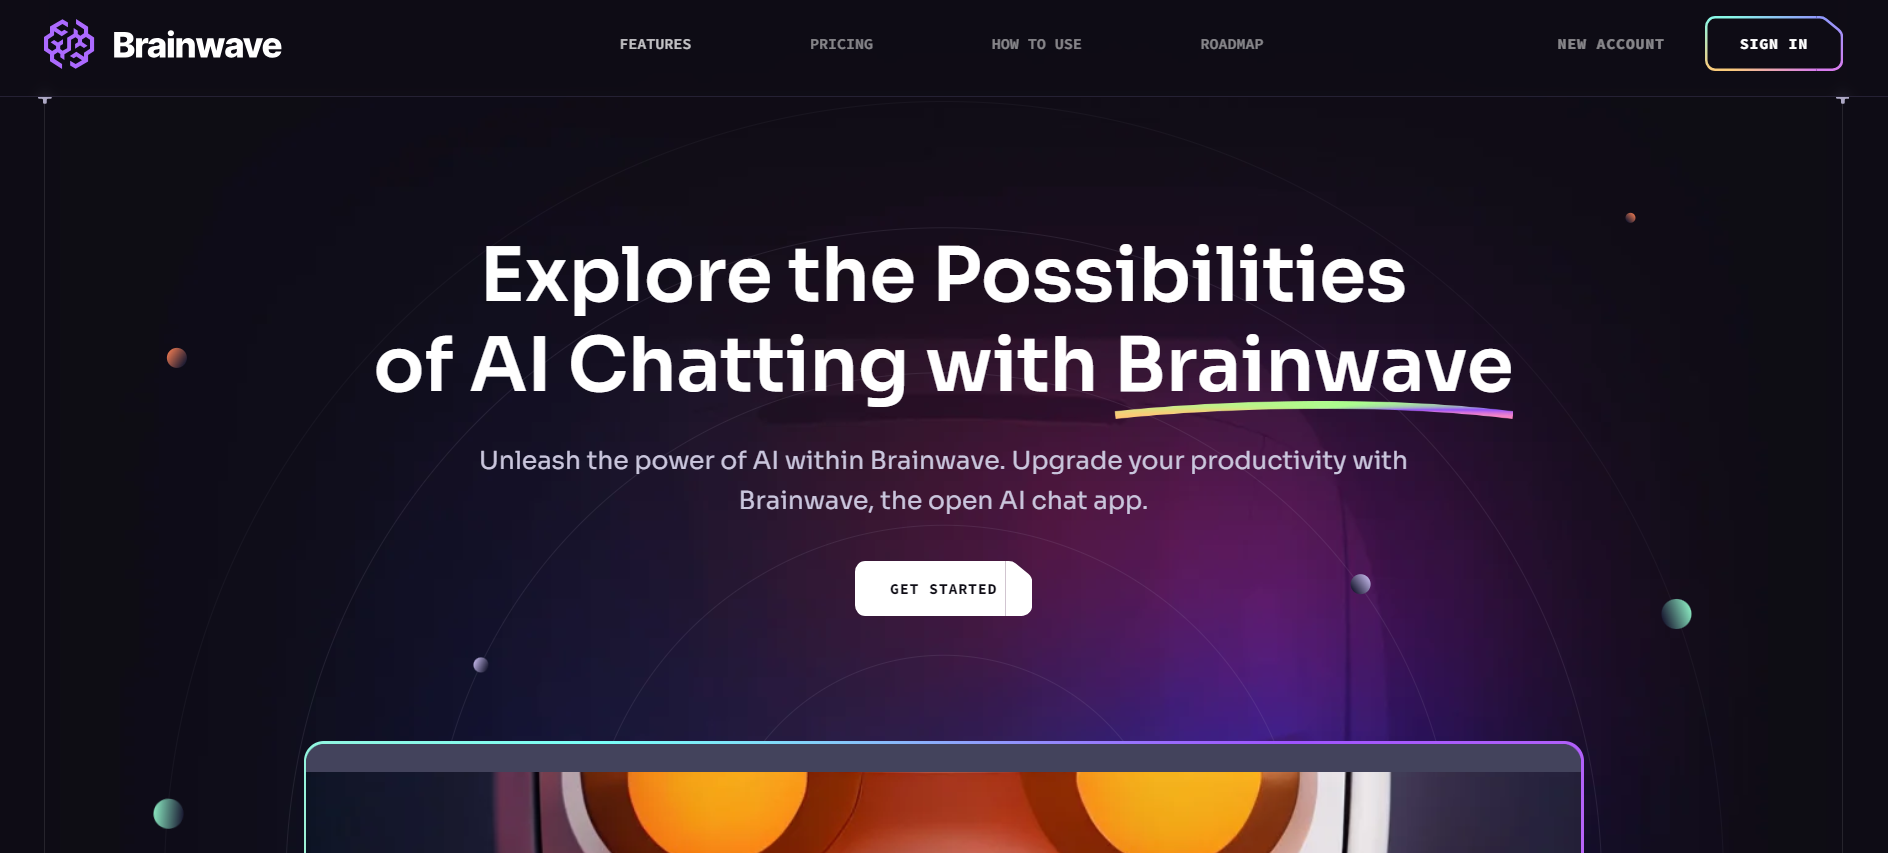 Brainwave
FEATURES
PRICING
HOW TO USE
ROADMAP
NEW ACCOUNT
SIGN IN
Explore the Possibilities
of AI Chatting with Brainwave
Unleash the power of AI within Brainwave. Upgrade your productivity with
Brainwave, the open AI chat app.
GET STARTED